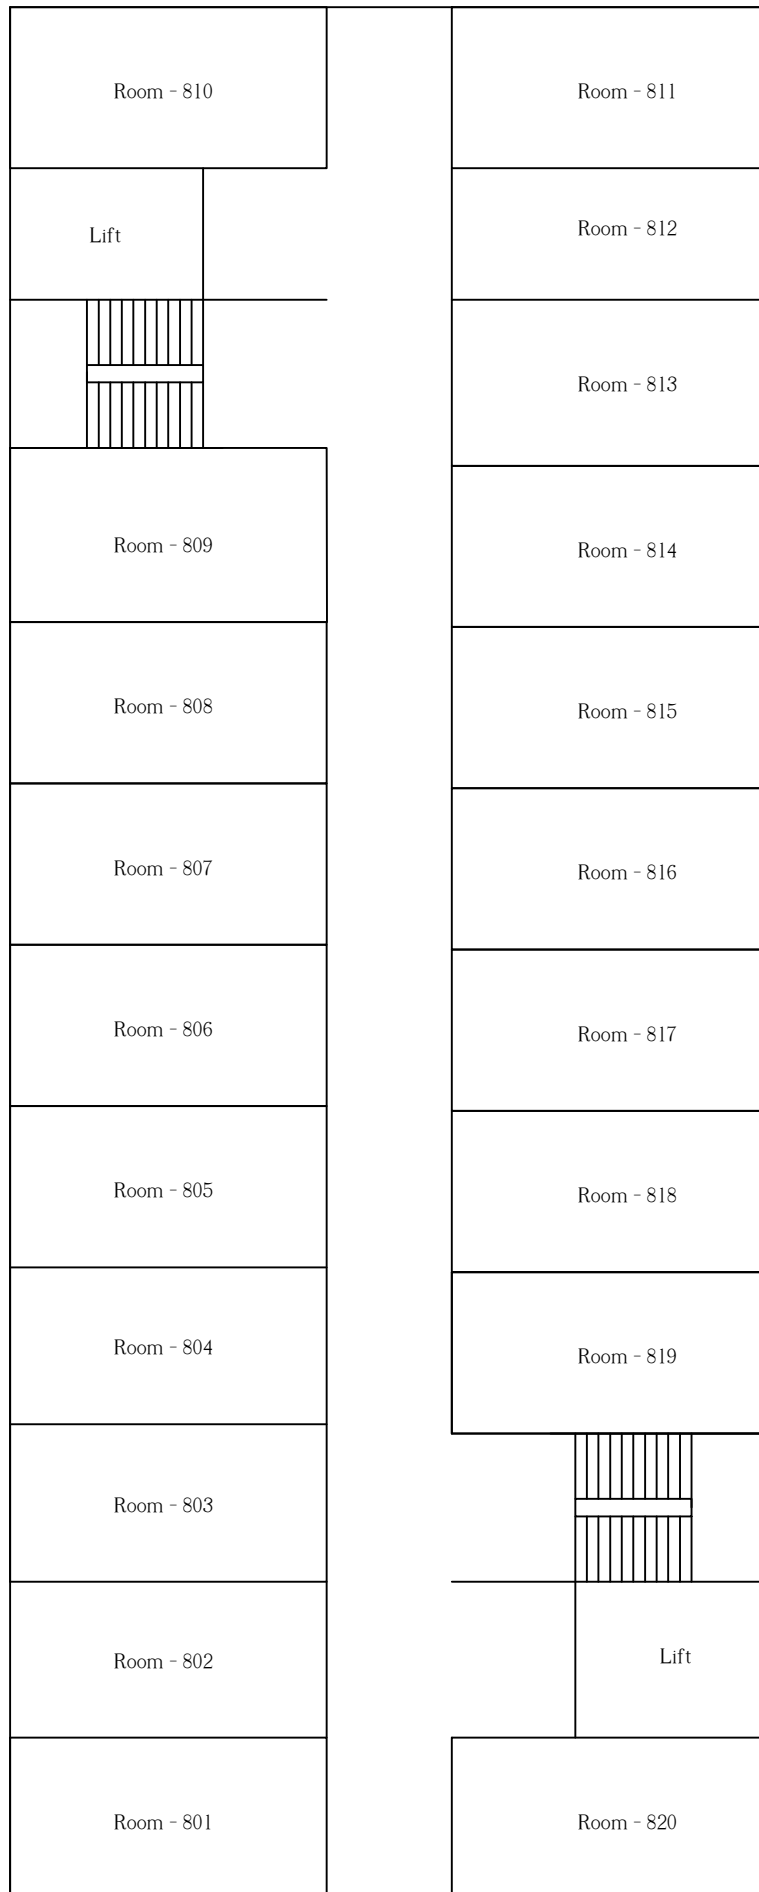 Room - 810
Room - 811
Lift
Room - 812
Room - 813
Room - 809
Room - 814
Room - 808
Room - 815
Room - 807
Room - 816
Room - 806
Room - 817
Room - 805
Room - 818
Room - 804
Room - 819
Room - 803
Room - 802
Lift
Room - 801
Room - 820